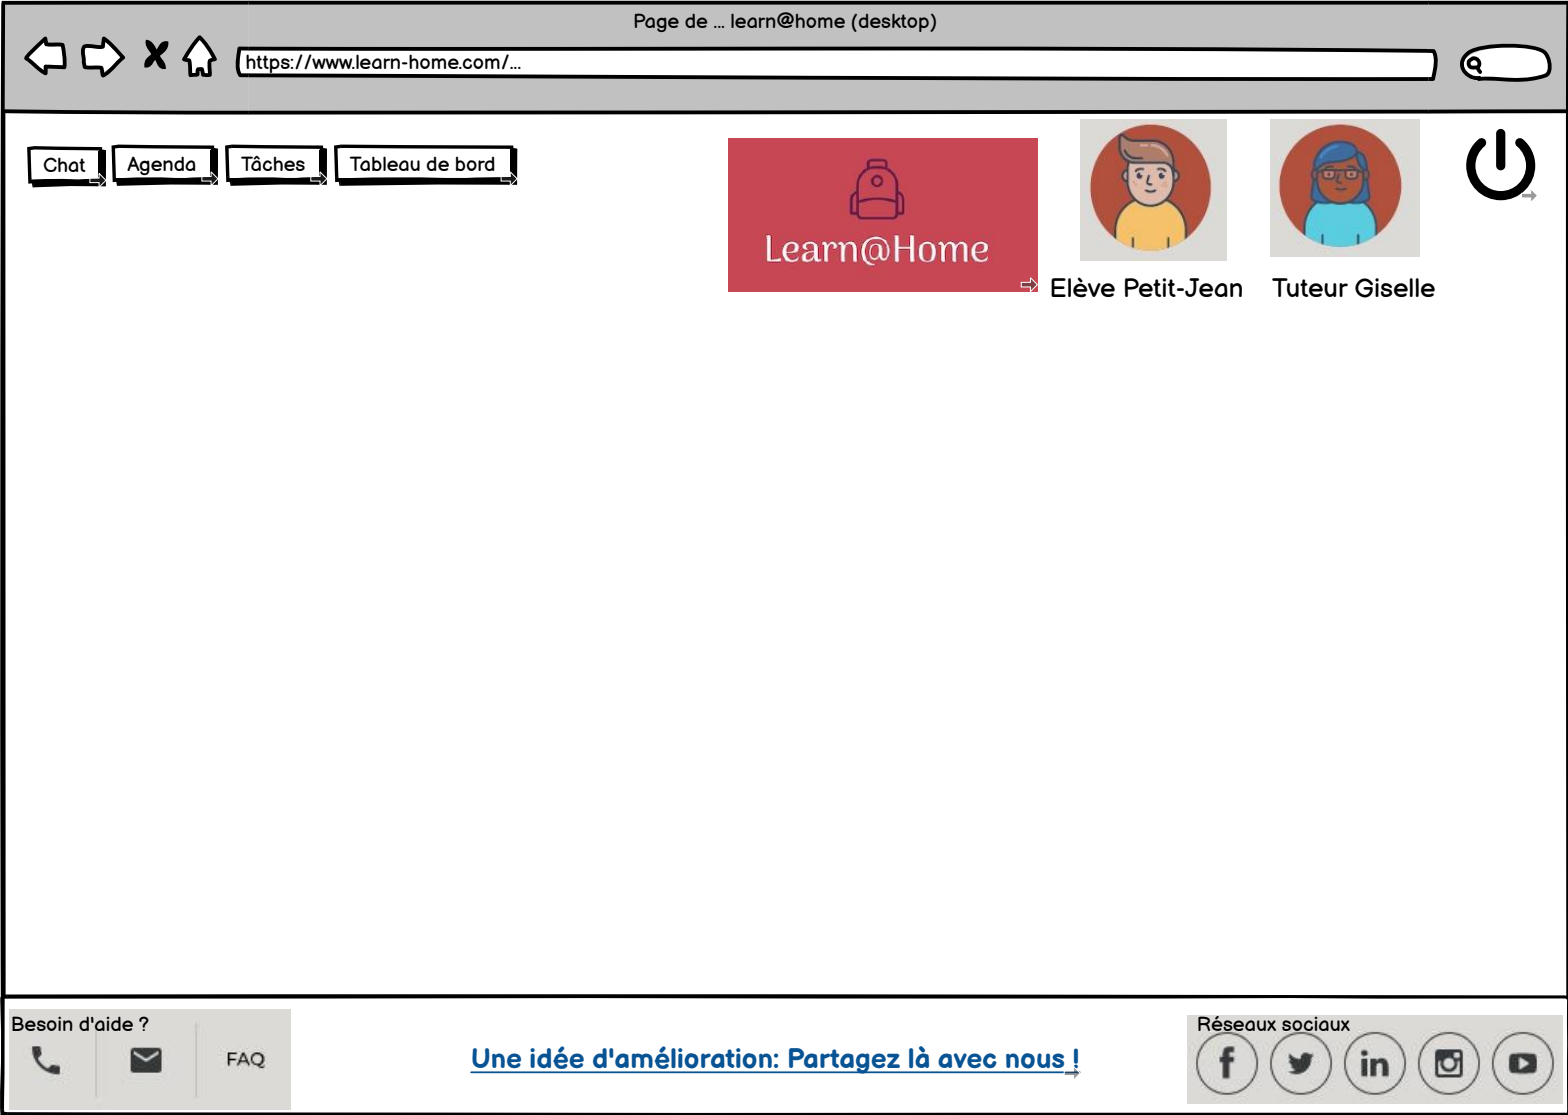 Page de ... learn@home (desktop)
https://www.learn-home.com/...
Chat
Agenda
Tâches
Tableau de bord
Learn@Home
Elève Petit-Jean
Tuteur Giselle
Besoin d'aide ?
FAQ
Une idée d'amélioration: Partagez là avec nous !
Réseaux sociaux
f
in